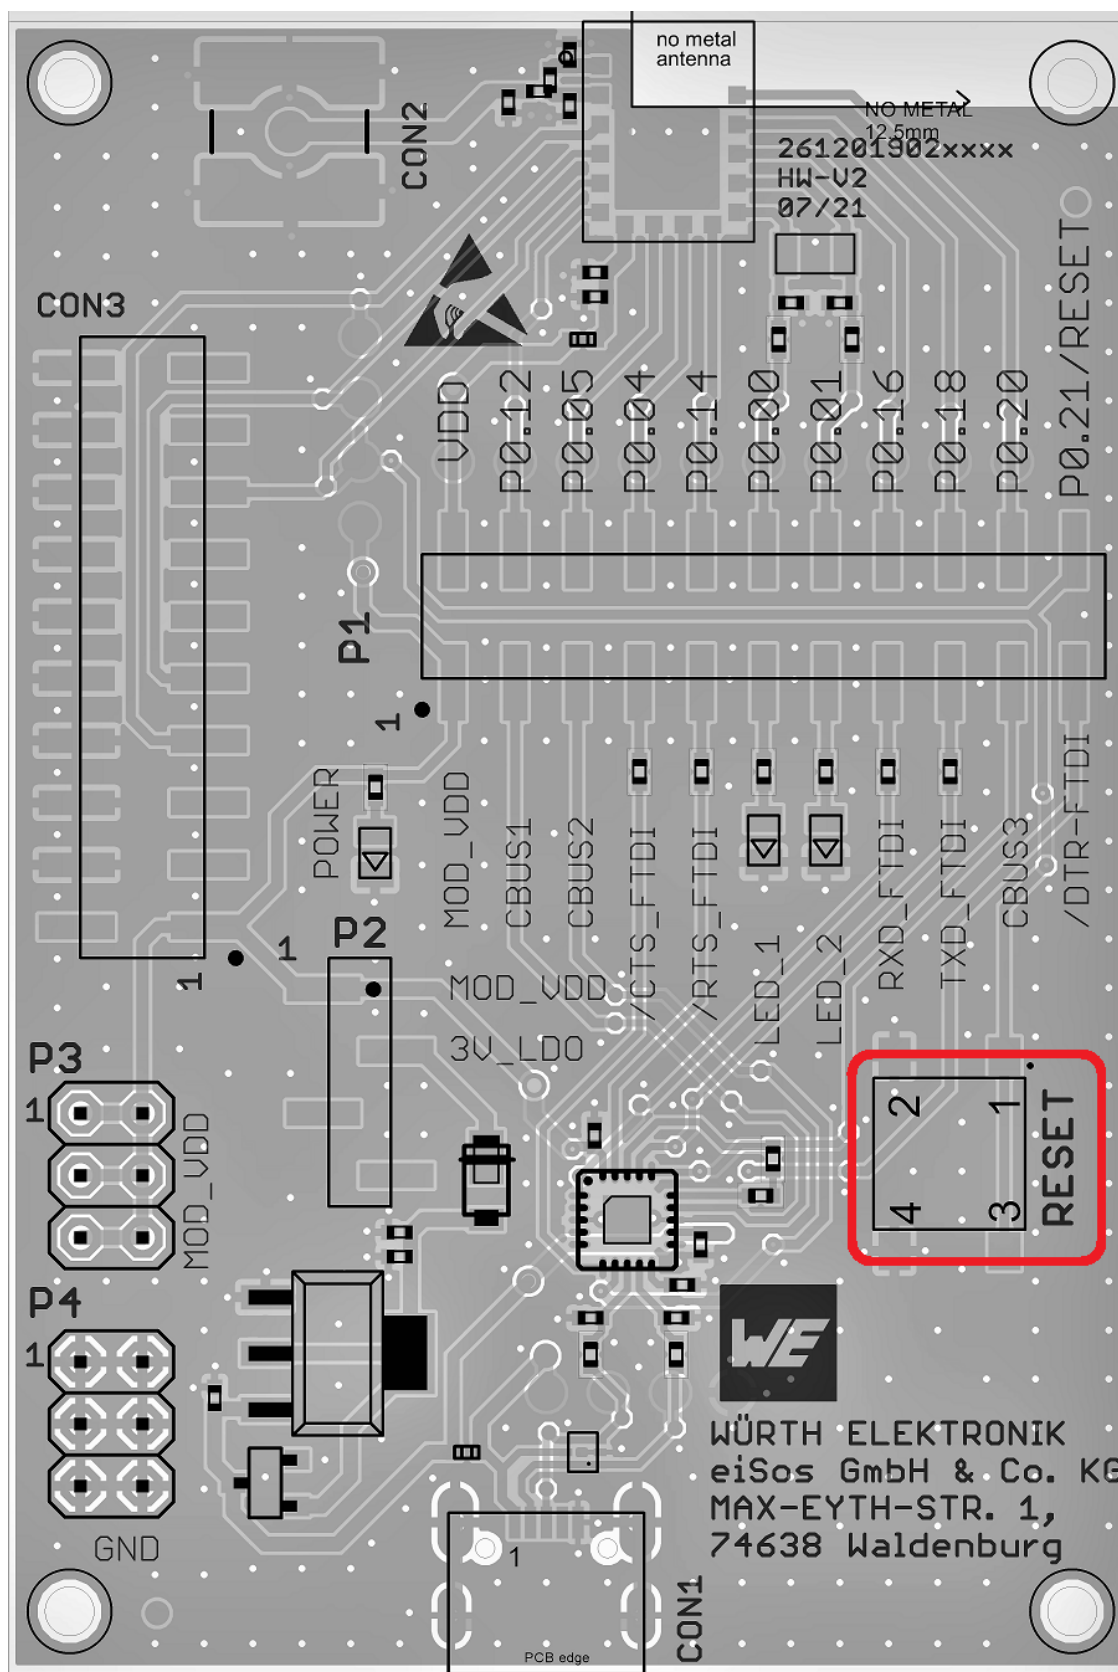 no metal
antenna
NO METAL
12.5mm
CON2
261201902xxxx
HW-V2
07/21
CON3
VDD
P0.12
P0.05
P0.04
P0.14
P0.00
P0.01
P0.16
P0.18
P0.20
P0.21/RESET
P1
1
POWER
MOD_VDD
CBUS1
CBUS2
/CTS_FTDI
/RTS_FTDI
LED_1
LED_2
RXD_FTDI
TXD_FTDI
CBUS3
/DTR-FTDI
P2
1
1
MOD_VDD
3V_LDO
P3
1
MOD_VDD
2
1
4
3
RESET
P4
1
GND
WE
WÜRTH ELEKTRONIK
eiSos GmbH & Co. KG
MAX-EYTH-STR. 1,
74638 Waldenburg
1
CON1
PCB edge